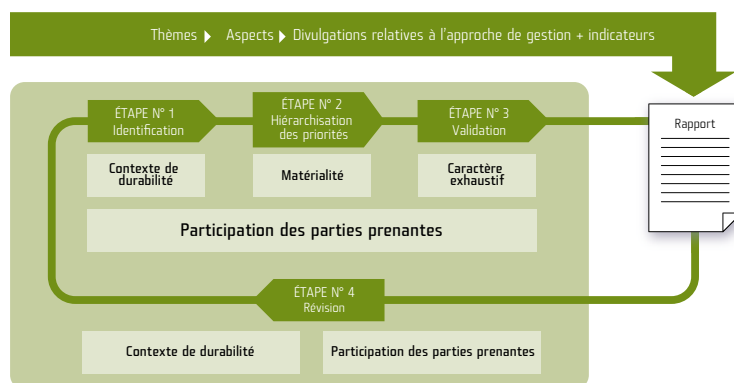 Thèmes Aspects Divulgations relatives à l'approche de gestion + indicateurs
ÉTAPE N° 1
Identification
ÉTAPE N° 2
Hiérarchisation
des priorités
ÉTAPE N° 3
Validation
Rapport
Contexte de
durabilité
Matérialité
Caractère
exhaustif
Participation des parties prenantes
ÉTAPE N° 4
Révision
Contexte de durabilité
Participation des parties prenantes